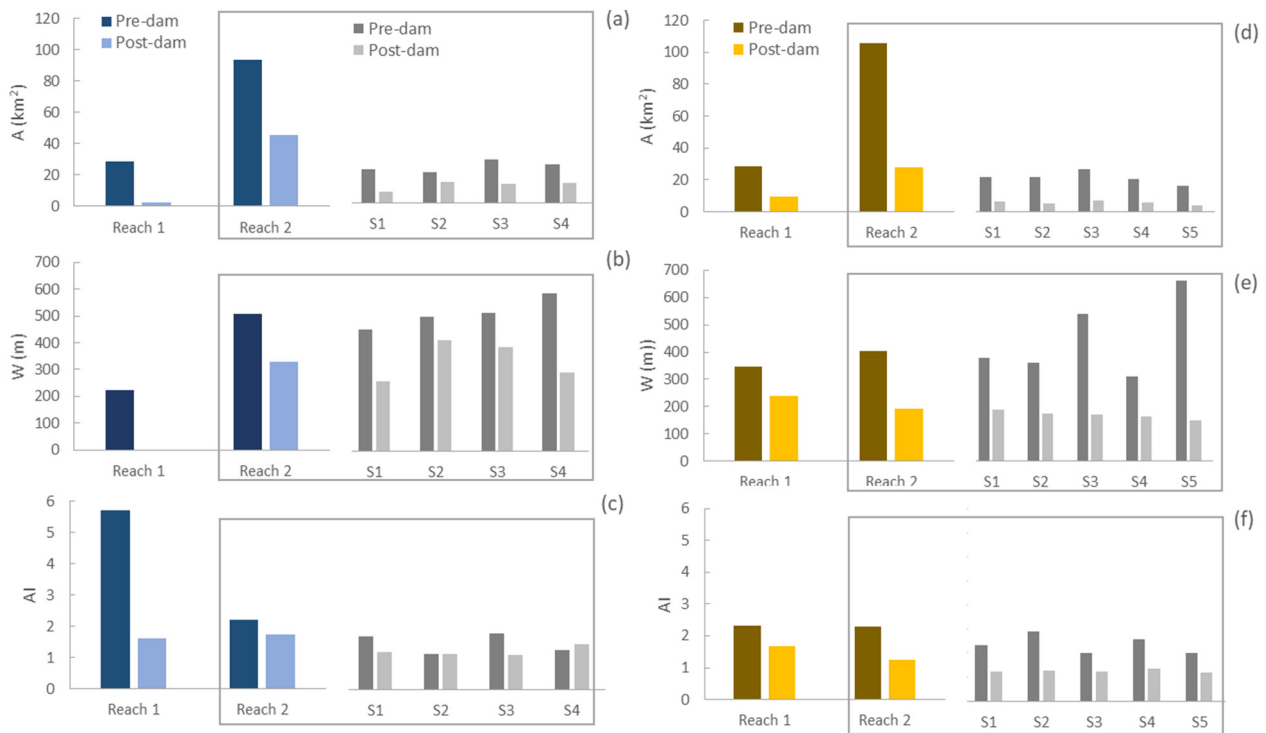 (a)
A (km²)
120
100
80
60
40
20
0
Pre-dam
Post-dam
Pre-dam
Post-dam
Reach 1
Reach 2
S1
S2
S3
S4
(b)
W (m)
700
600
500
400
300
200
100
0
Reach 1
Reach 2
S1
S2
S3
S4
(c)
AI
6
5
4
3
2
1
0
Reach 1
Reach 2
S1
S2
S3
S4
(d)
A (km²)
120
100
80
60
40
20
0
Pre-dam
Post-dam
Reach 1
Reach 2
S1
S2
S3
S4
S5
(e)
W (m))
700
600
500
400
300
200
100
0
Reach 1
Reach 2
S1
S2
S3
S4
S5
(f)
AI
6
5
4
3
2
1
0
Reach 1
Reach 2
S1
S2
S3
S4
S5